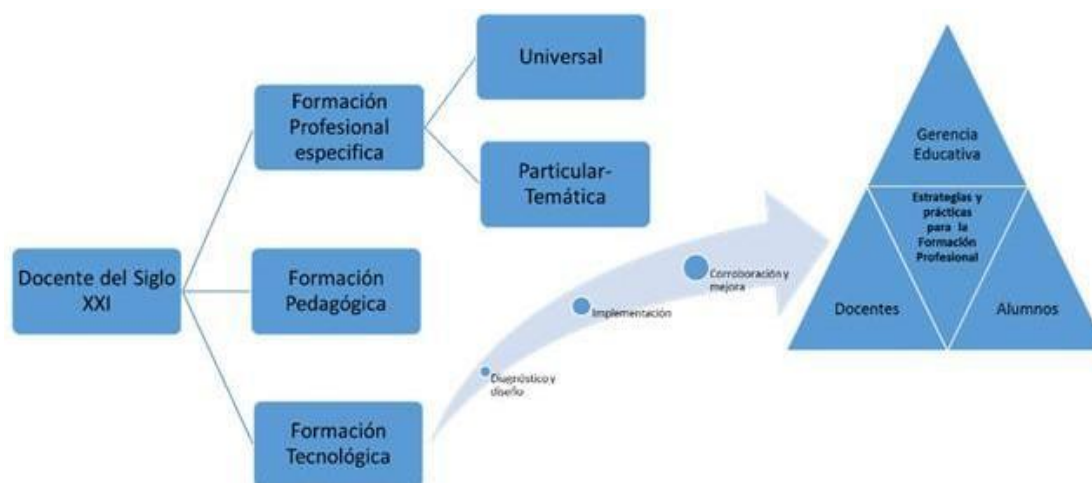 Universal
Formación
Profesional
especifica
Particular-
Temática
Docente del Siglo
XXI
Formación
Pedagógica
Formación
Tecnológica
Diagnóstico y
diseño
Implementación
Corroboración y
mejora
Gerencia
Educativa
Estrategias y
prácticas
para la
Formación
Profesional
Docentes
Alumnos